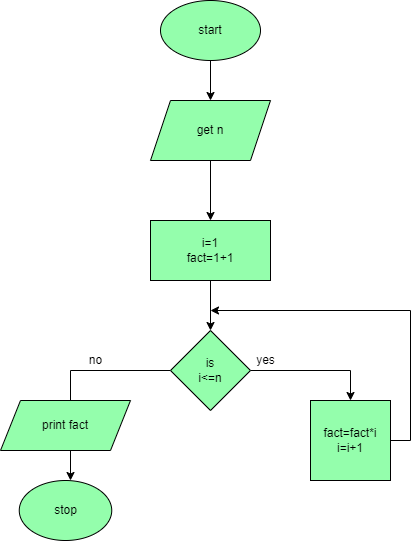 start
get n
i=1
fact=1+1
is
i<=n
no
yes
print fact
fact=fact*i
i=i+1
stop